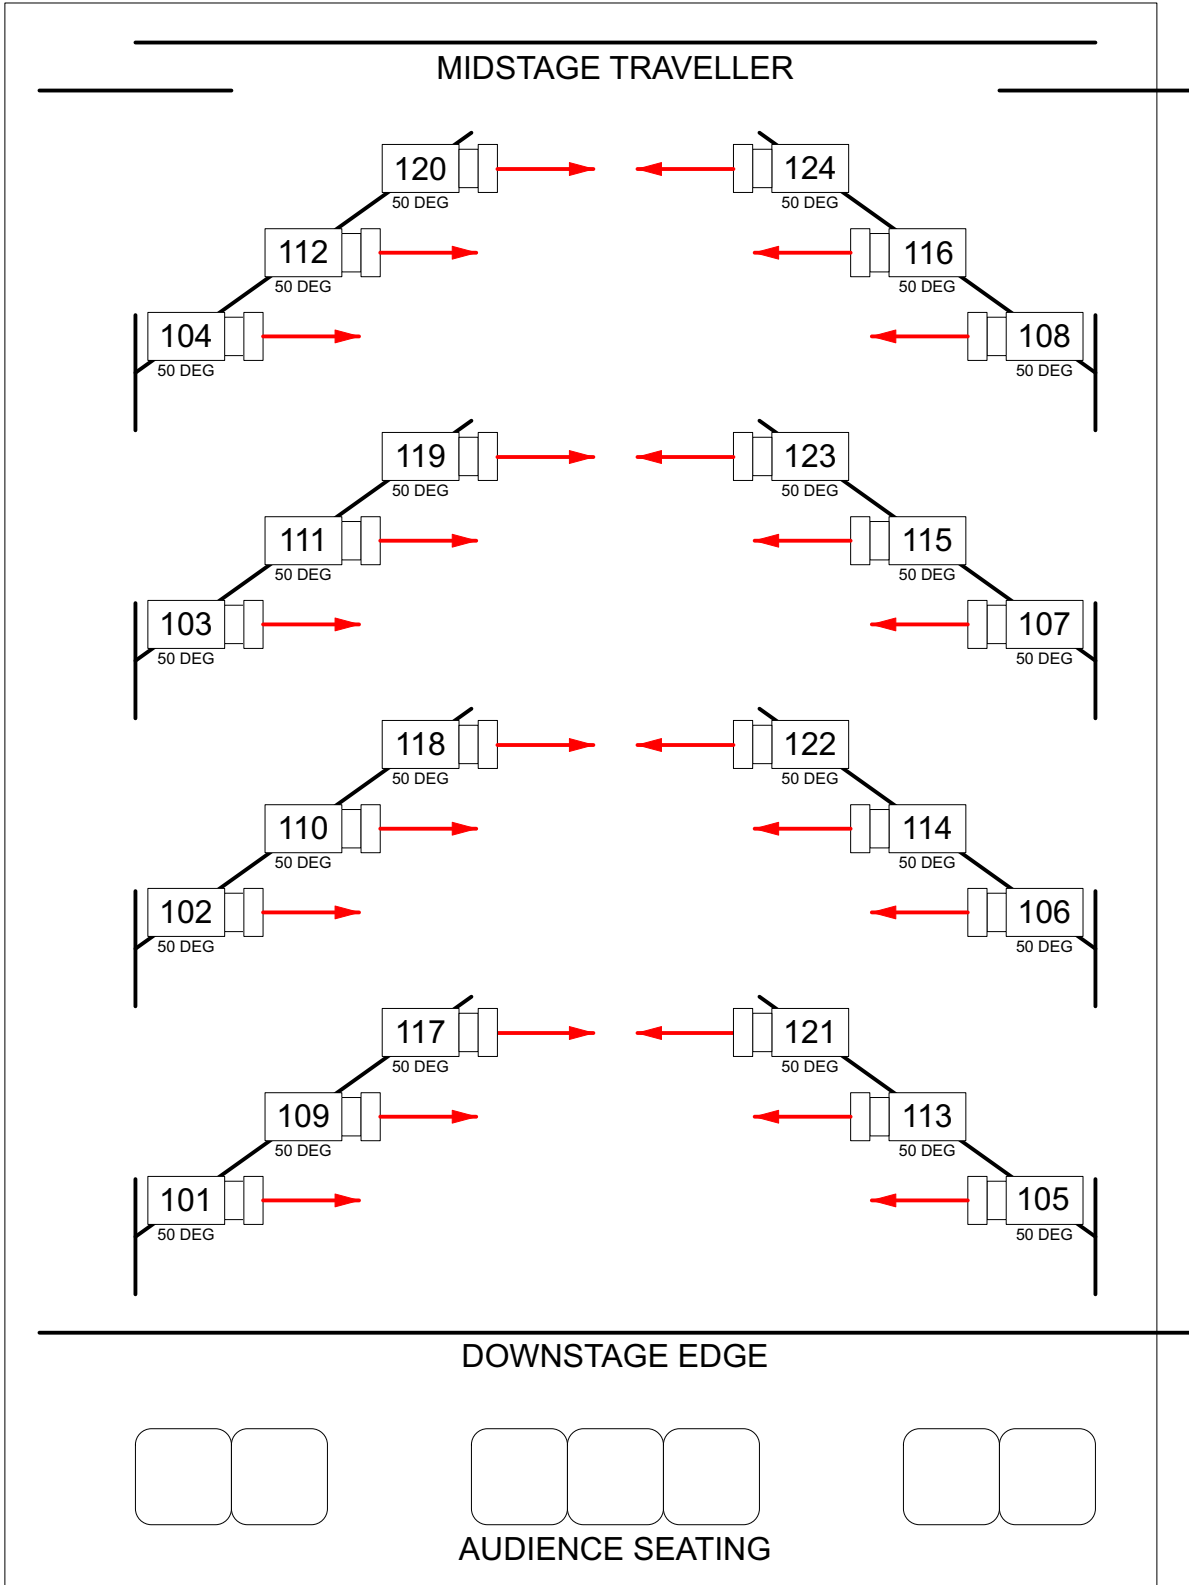 MIDSTAGE TRAVELLER
120 124
50 DEG 50 DEG
112 116
50 DEG 50 DEG
104 108
50 DEG 50 DEG
119 123
50 DEG 50 DEG
111 115
50 DEG 50 DEG
103 107
50 DEG 50 DEG
118 122
50 DEG 50 DEG
110 114
50 DEG 50 DEG
102 106
50 DEG 50 DEG
117 121
50 DEG 50 DEG
109 113
50 DEG 50 DEG
101 105
50 DEG 50 DEG
DOWNSTAGE EDGE
AUDIENCE SEATING